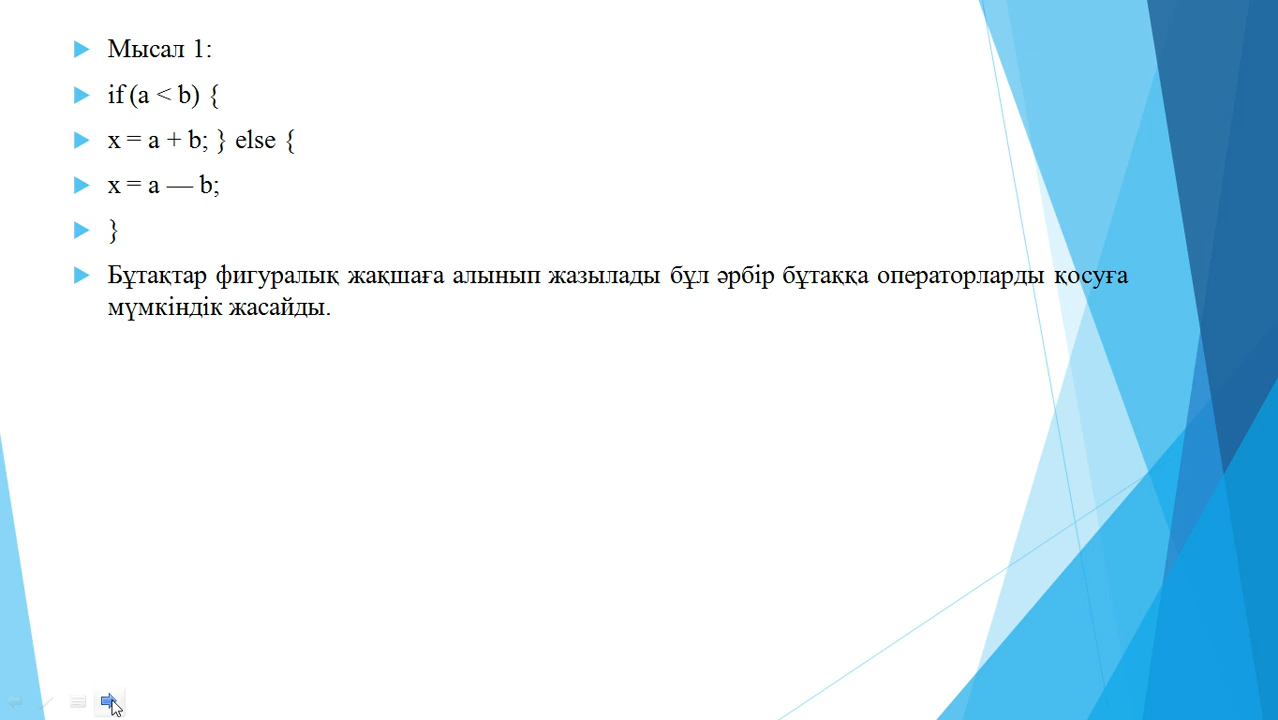 Мысал 1:
if (a < b) {
x = a + b; } else {
x = a — b;
}
Бұтақтар фигуралық жақшаға алынып жазылады бұл әрбір бұтаққа операторларды қосуға
мүмкіндік жасайды.